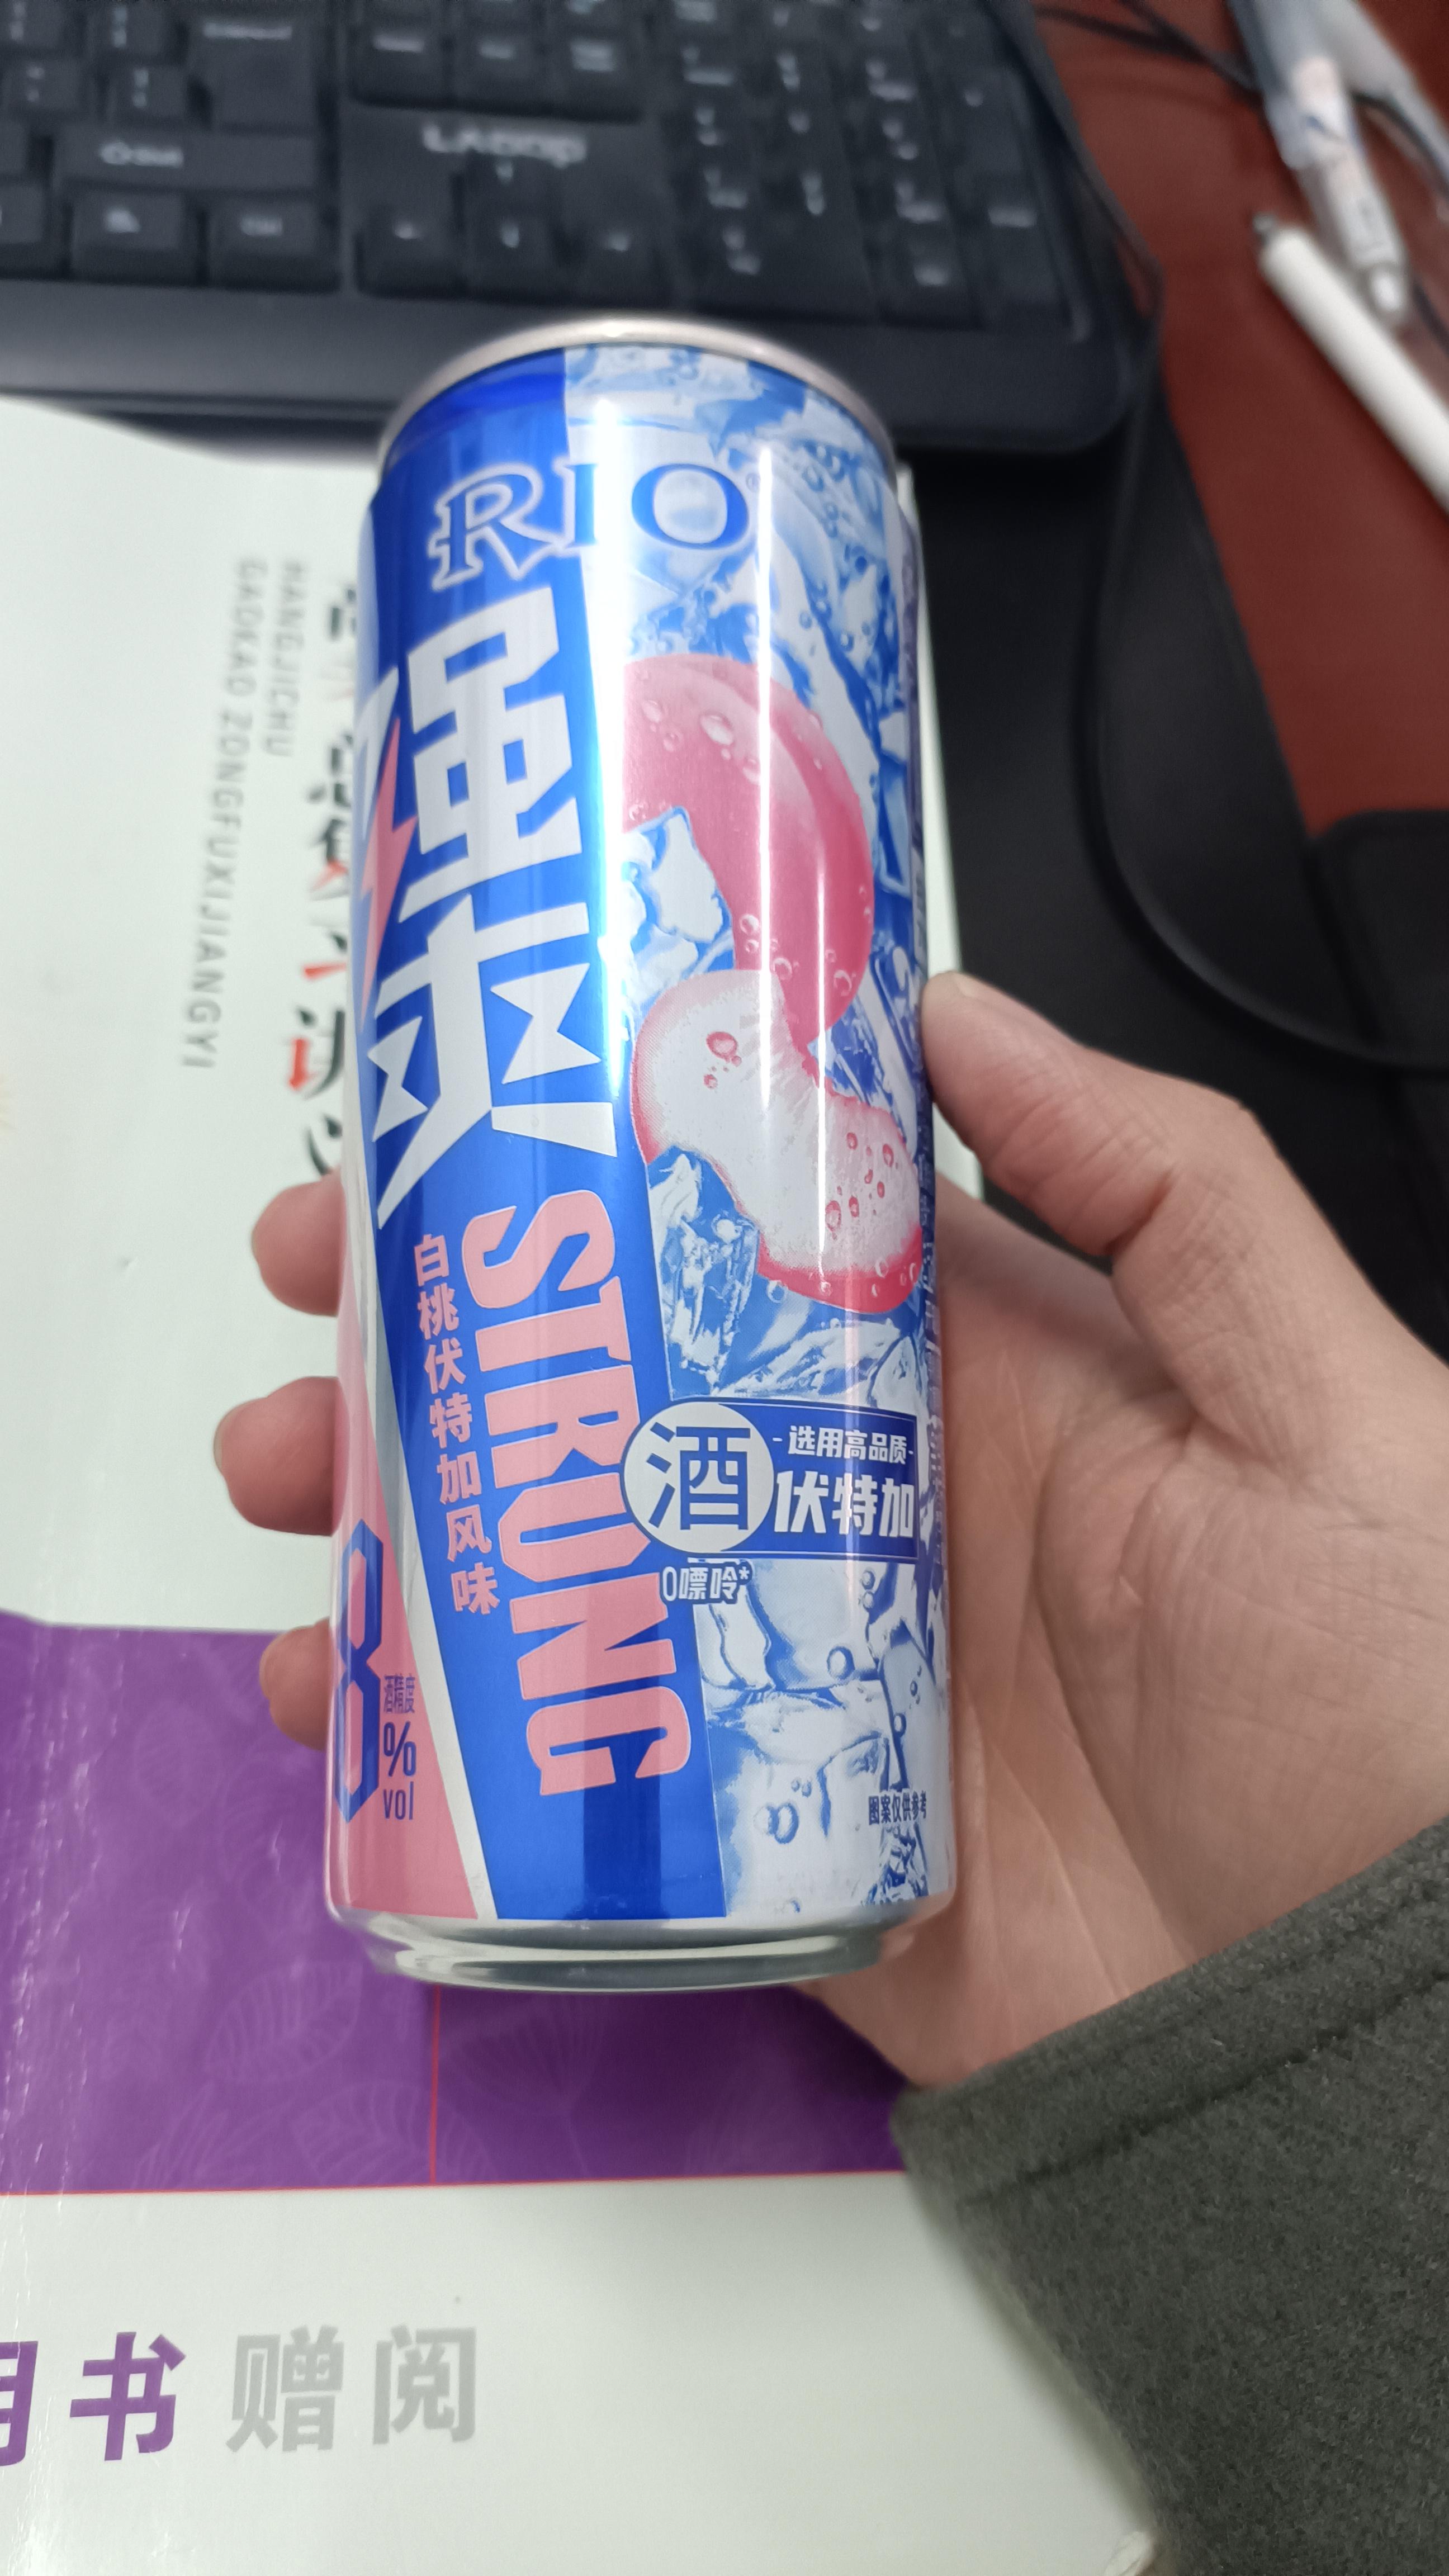 RIO
强
爽
STRONG
白桃伏特加风味
酒
-选用高品质-
伏特加
0嘌呤*
8
酒精度
%
vol
图案仅供参考
HANGJICHU
GAOKAO ZONGFUXIJIANGYI
用书 赠阅